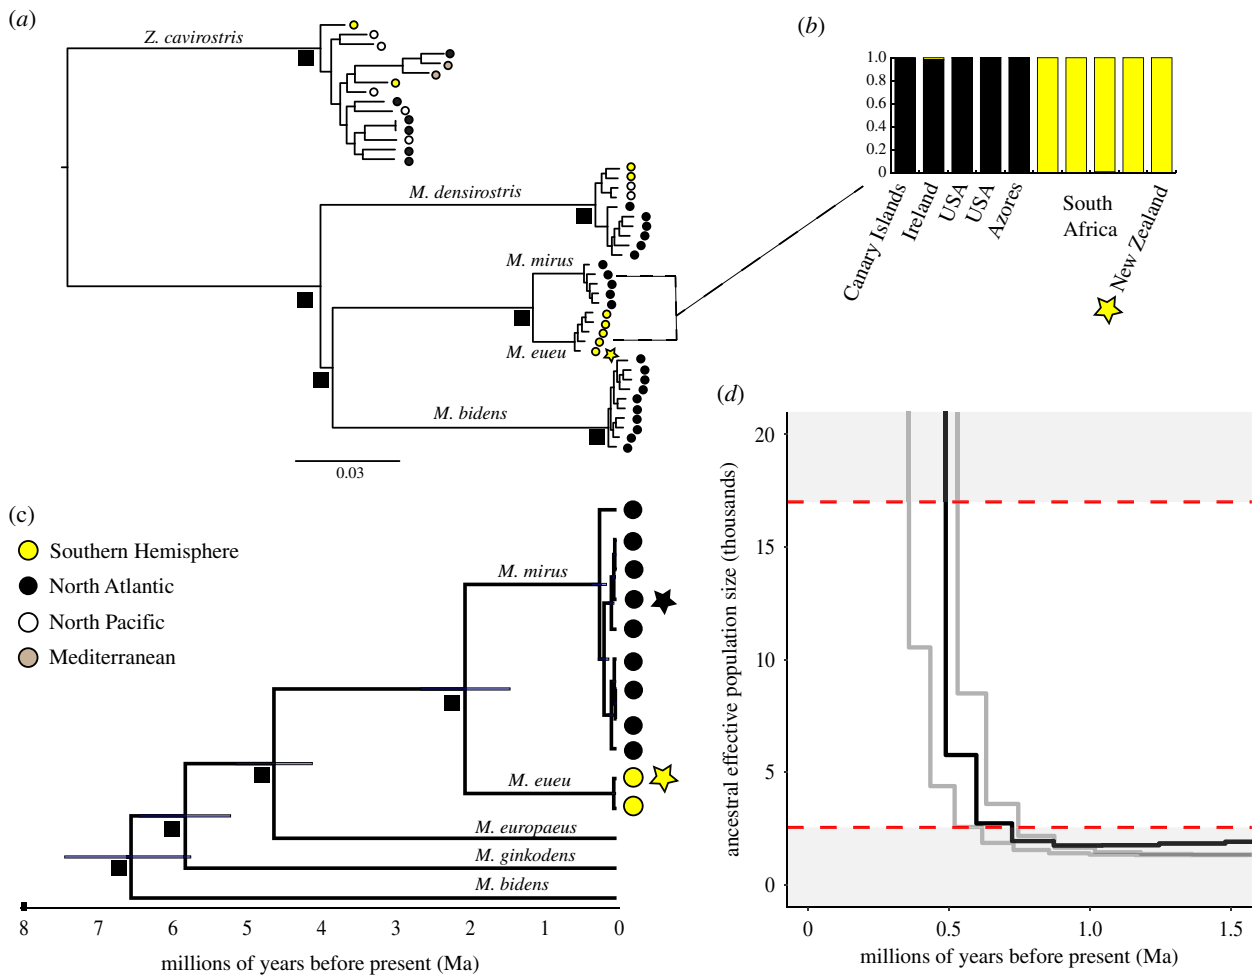 (a)
Z. cavirostris
M. densirostris
M. mirus
M. eueu
M. bidens
0.03
(b)
1.0
0.8
0.6
0.4
0.2
0
Canary Islands
Ireland
USA
USA
Azores
South
Africa
New Zealand
(c)
Southern Hemisphere
North Atlantic
North Pacific
Mediterranean
M. mirus
M. eueu
M. europaeus
M. ginkodens
M. bidens
8 7 6 5 4 3 2 1 0
millions of years before present (Ma)
(d)
ancestral effective population size (thousands)
20
15
10
5
0
0 0.5 1.0 1.5
millions of years before present (Ma)